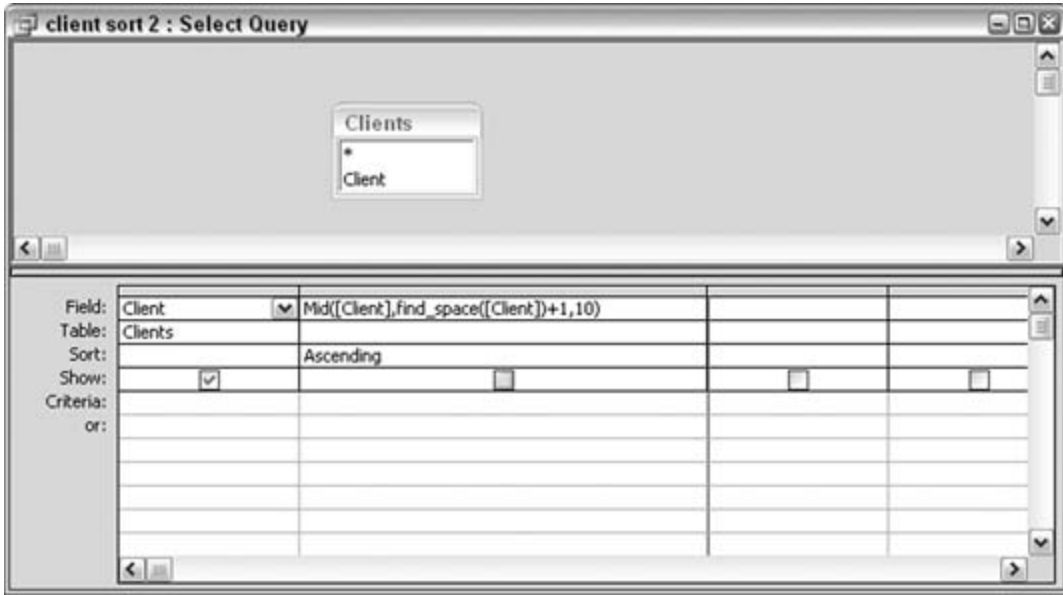 client sort 2 : Select Query
Clients
*
Client
Field: Client Mid([Client],find_space([Client])+1,10)
Table: Clients
Sort: Ascending
Show:
Criteria:
or: